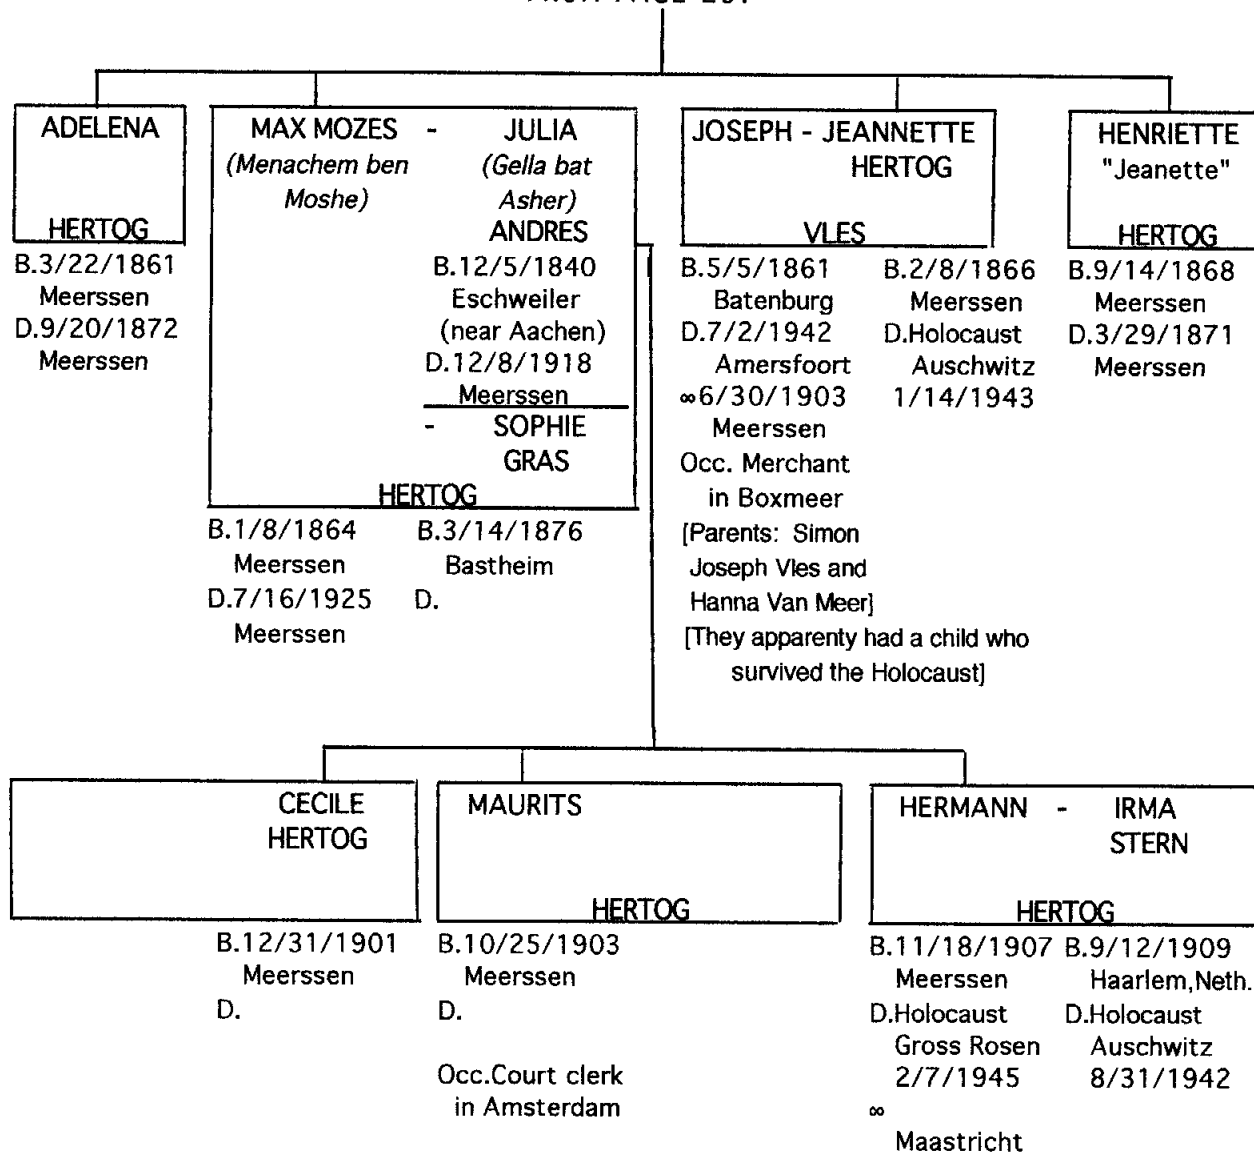 ADELENA
HERTOG
B.3/22/1861
Meerssen
D.9/20/1872
Meerssen
MAX MOZES - JULIA
(Menachem ben (Gella bat
Moshe) Asher)
ANDRES
B.12/5/1840
Eschweiler
(near Aachen)
D.12/8/1918
Meerssen
- SOPHIE
GRAS
HERTOG
B.1/8/1864 B.3/14/1876
Meerssen Bastheim
D.7/16/1925 D.
Meerssen
JOSEPH - JEANNETTE
HERTOG
VLES
B.5/5/1861 B.2/8/1866
Batenburg Meerssen
D.7/2/1942 D.Holocaust
Amersfoort Auschwitz
∞6/30/1903 1/14/1943
Meerssen
Occ. Merchant
in Boxmeer
[Parents: Simon
Joseph Vles and
Hanna Van Meer]
[They apparenty had a child who
survived the Holocaust]
HENRIETTE
"Jeanette"
HERTOG
B.9/14/1868
Meerssen
D.3/29/1871
Meerssen
CECILE
HERTOG
B.12/31/1901
Meerssen
D.
MAURITS
HERTOG
B.10/25/1903
Meerssen
D.
Occ.Court clerk
in Amsterdam
HERMANN - IRMA
STERN
HERTOG
B.11/18/1907 B.9/12/1909
Meerssen Haarlem,Neth.
D.Holocaust D.Holocaust
Gross Rosen Auschwitz
2/7/1945 8/31/1942
∞
Maastricht